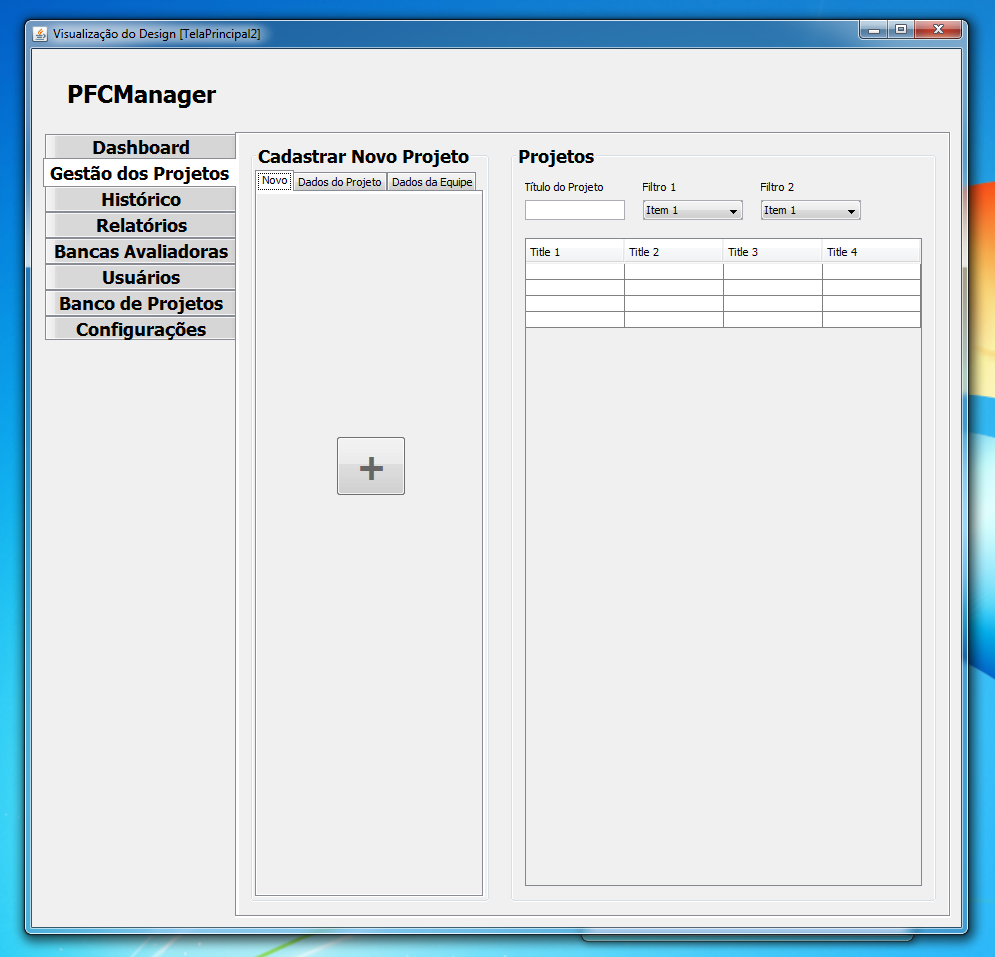 Visualização do Design [TelaPrincipal2]
PFCManager
Dashboard
Gestão dos Projetos
Histórico
Relatórios
Bancas Avaliadoras
Usuários
Banco de Projetos
Configurações
Cadastrar Novo Projeto
Novo Dados do Projeto Dados da Equipe
+
Projetos
Título do Projeto Filtro 1 Filtro 2
Item 1 Item 1
Title 1 Title 2 Title 3 Title 4